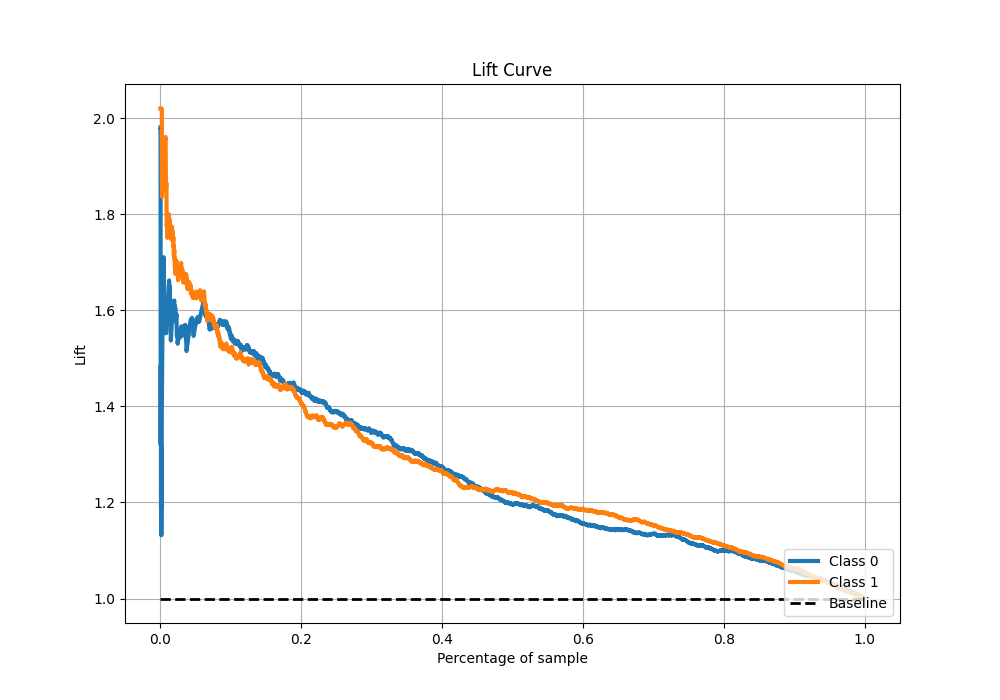 Lift Curve
Lift
2.0
1.8
1.6
1.4
1.2
1.0
0.0 0.2 0.4 0.6 0.8 1.0
Percentage of sample
Class 0
Class 1
Baseline